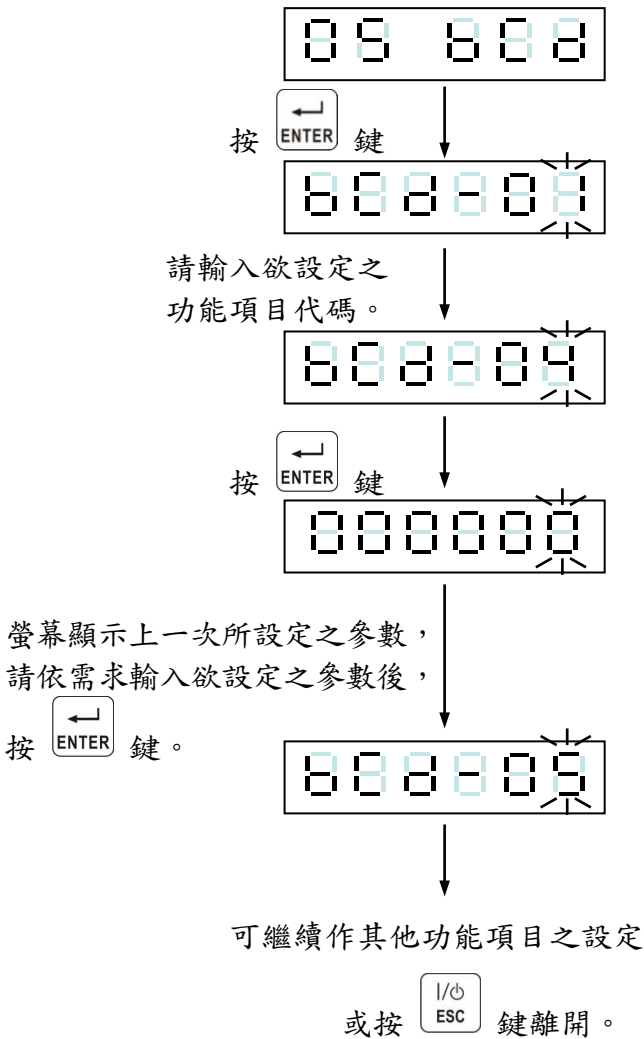 05 bCd
按 ENTER 鍵
bCd-01
請輸入欲設定之
功能項目代碼。
bCd-04
按 ENTER 鍵
000000
螢幕顯示上一次所設定之參數，
請依需求輸入欲設定之參數後，
按 ENTER 鍵。
bCd-05
可繼續作其他功能項目之設定
或按 I/⏻ ESC 鍵離開。